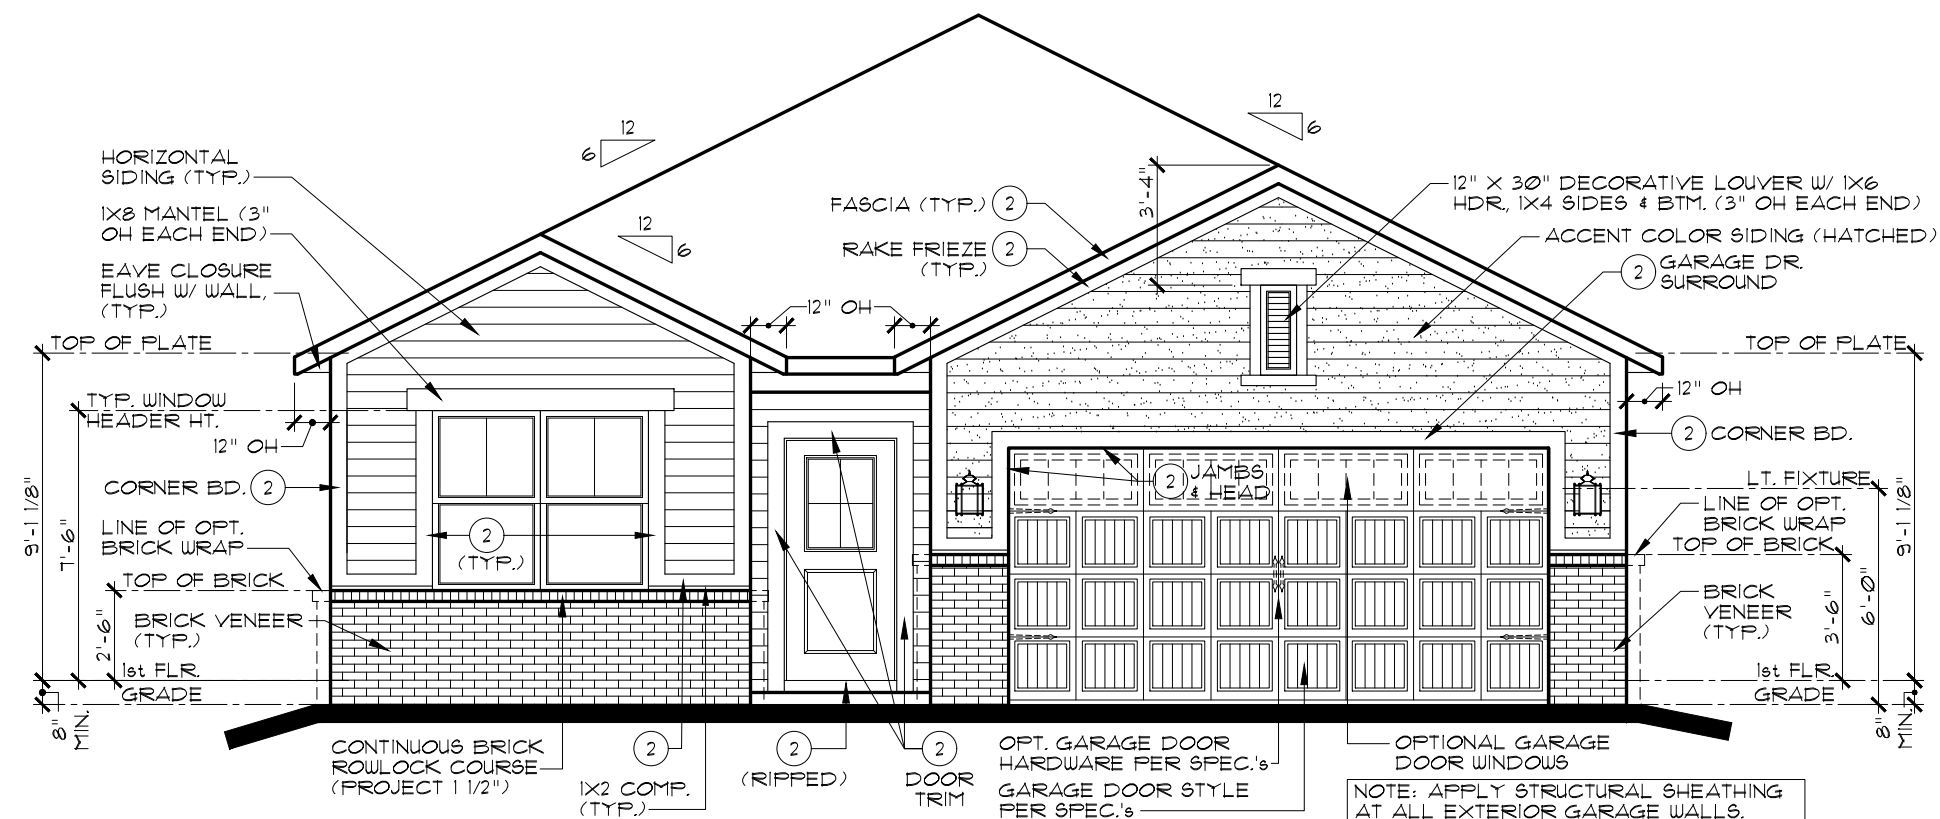 12
6
12
6
12
6
HORIZONTAL
SIDING (TYP.)
1X8 MANTEL (3"
OH EACH END)
EAVE CLOSURE
FLUSH W/ WALL,
(TYP.)
TOP OF PLATE
TYP. WINDOW
HEADER HT.
12" OH
CORNER BD. 2
LINE OF OPT.
BRICK WRAP
TOP OF BRICK
BRICK VENEER
(TYP.)
1st FLR.
GRADE
9'-1 1/8"
7'-6"
2'-6"
8"
MIN.
FASCIA (TYP.) 2
RAKE FRIEZE 2
(TYP.)
3'-4"
12" OH
2
(TYP.)
2 JAMBS
& HEAD
12" X 30" DECORATIVE LOUVER W/ 1X6
HDR., 1X4 SIDES & BTM. (3" OH EACH END)
ACCENT COLOR SIDING (HATCHED)
2 GARAGE DR.
SURROUND
TOP OF PLATE
12" OH
2 CORNER BD.
LT. FIXTURE
LINE OF OPT.
BRICK WRAP
TOP OF BRICK
BRICK
VENEER
(TYP.)
1st FLR.
GRADE
3'-6"
6'-0"
9'-1 1/8"
8"
MIN.
CONTINUOUS BRICK
ROWLOCK COURSE
(PROJECT 1 1/2")
2
1X2 COMP.
(TYP.)
2
(RIPPED)
2
DOOR
TRIM
OPT. GARAGE DOOR
HARDWARE PER SPEC.'s
GARAGE DOOR STYLE
PER SPEC.'s
OPTIONAL GARAGE
DOOR WINDOWS
NOTE: APPLY STRUCTURAL SHEATHING
AT ALL EXTERIOR GARAGE WALLS.